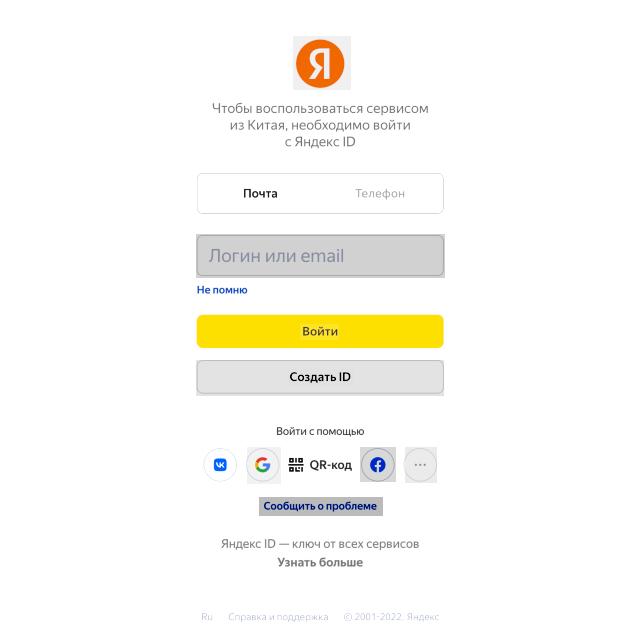 Я
Чтобы воспользоваться сервисом
из Китая, необходимо войти
с Яндекс ID
Почта Телефон
Логин или email
Не помню
Войти
Создать ID
Войти с помощью
QR-код
Сообщить о проблеме
Яндекс ID — ключ от всех сервисов
Узнать больше
Ru Справка и поддержка © 2001-2022, Яндекс